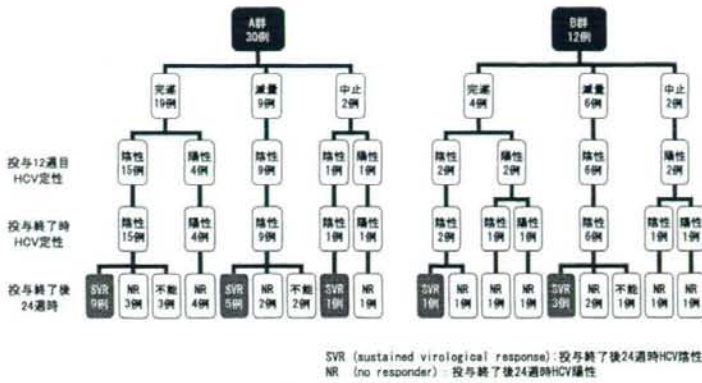 A群
30例
B群
12例
完遂
19例
減量
9例
中止
2例
完遂
4例
減量
6例
中止
2例
投与12週目
HCV定性
陰性
15例
陽性
4例
陰性
9例
陰性
1例
陽性
1例
陰性
2例
陽性
2例
陰性
6例
陽性
2例
投与終了時
HCV定性
陰性
15例
陽性
4例
陰性
9例
陰性
1例
陽性
1例
陰性
2例
陰性
1例
陽性
1例
陰性
6例
陰性
1例
陽性
1例
投与終了後
24週時
SVR
9例
NR
3例
不能
3例
NR
4例
SVR
5例
NR
2例
不能
2例
SVR
1例
NR
1例
SVR
1例
NR
1例
NR
1例
NR
1例
SVR
3例
NR
2例
不能
1例
NR
1例
NR
1例
SVR (sustained virological response):投与終了後24週時HCV陰性
NR (no responder) : 投与終了後24週時HCV陽性